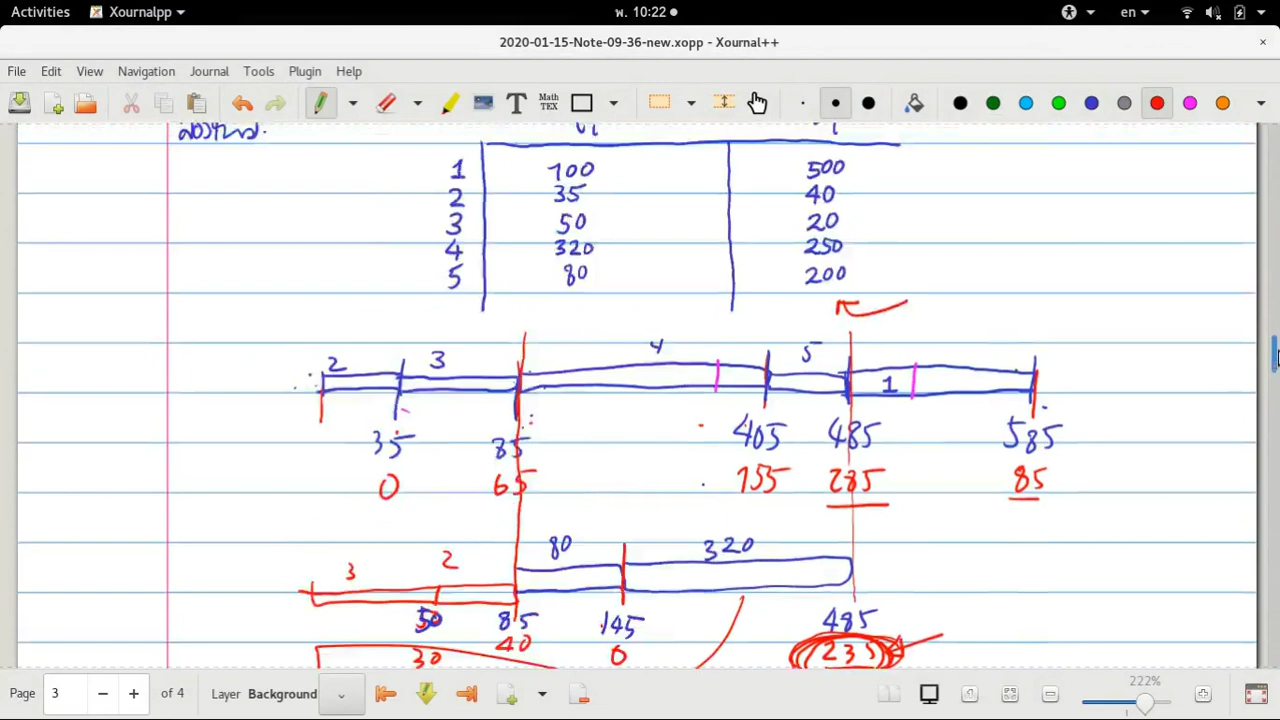 Activities Xournalpp พ. 10:22 en
2020-01-15-Note-09-36-new.xopp - Xournal++
File Edit View Navigation Journal Tools Plugin Help
1 100 500
2 35 40
3 50 20
4 320 250
5 80 200
2 3 4 5 1
35 85 405 485 585
0 65 155 285 85
3 2 80 320
50 85 145 485
30 40 0 235
Page 3 of 4 Layer Background 222%